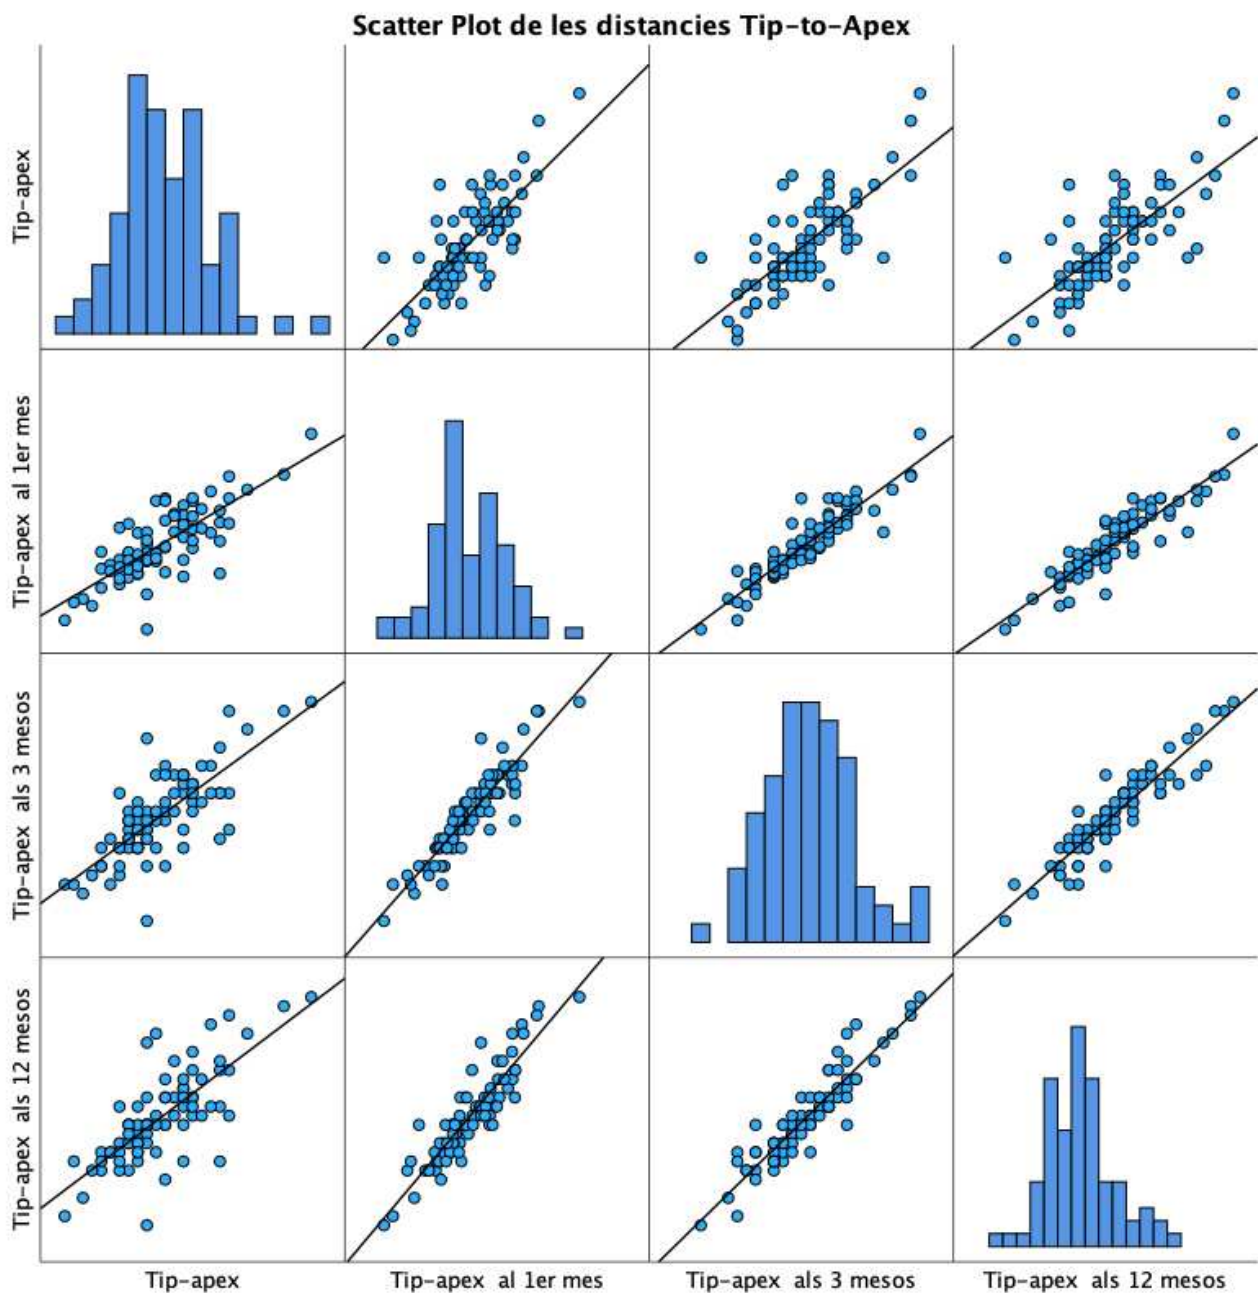 Scatter Plot de les distancies Tip-to-Apex
Tip-apex
Tip-apex al 1er mes
Tip-apex als 3 mesos
Tip-apex als 12 mesos
Tip-apex
Tip-apex al 1er mes
Tip-apex als 3 mesos
Tip-apex als 12 mesos